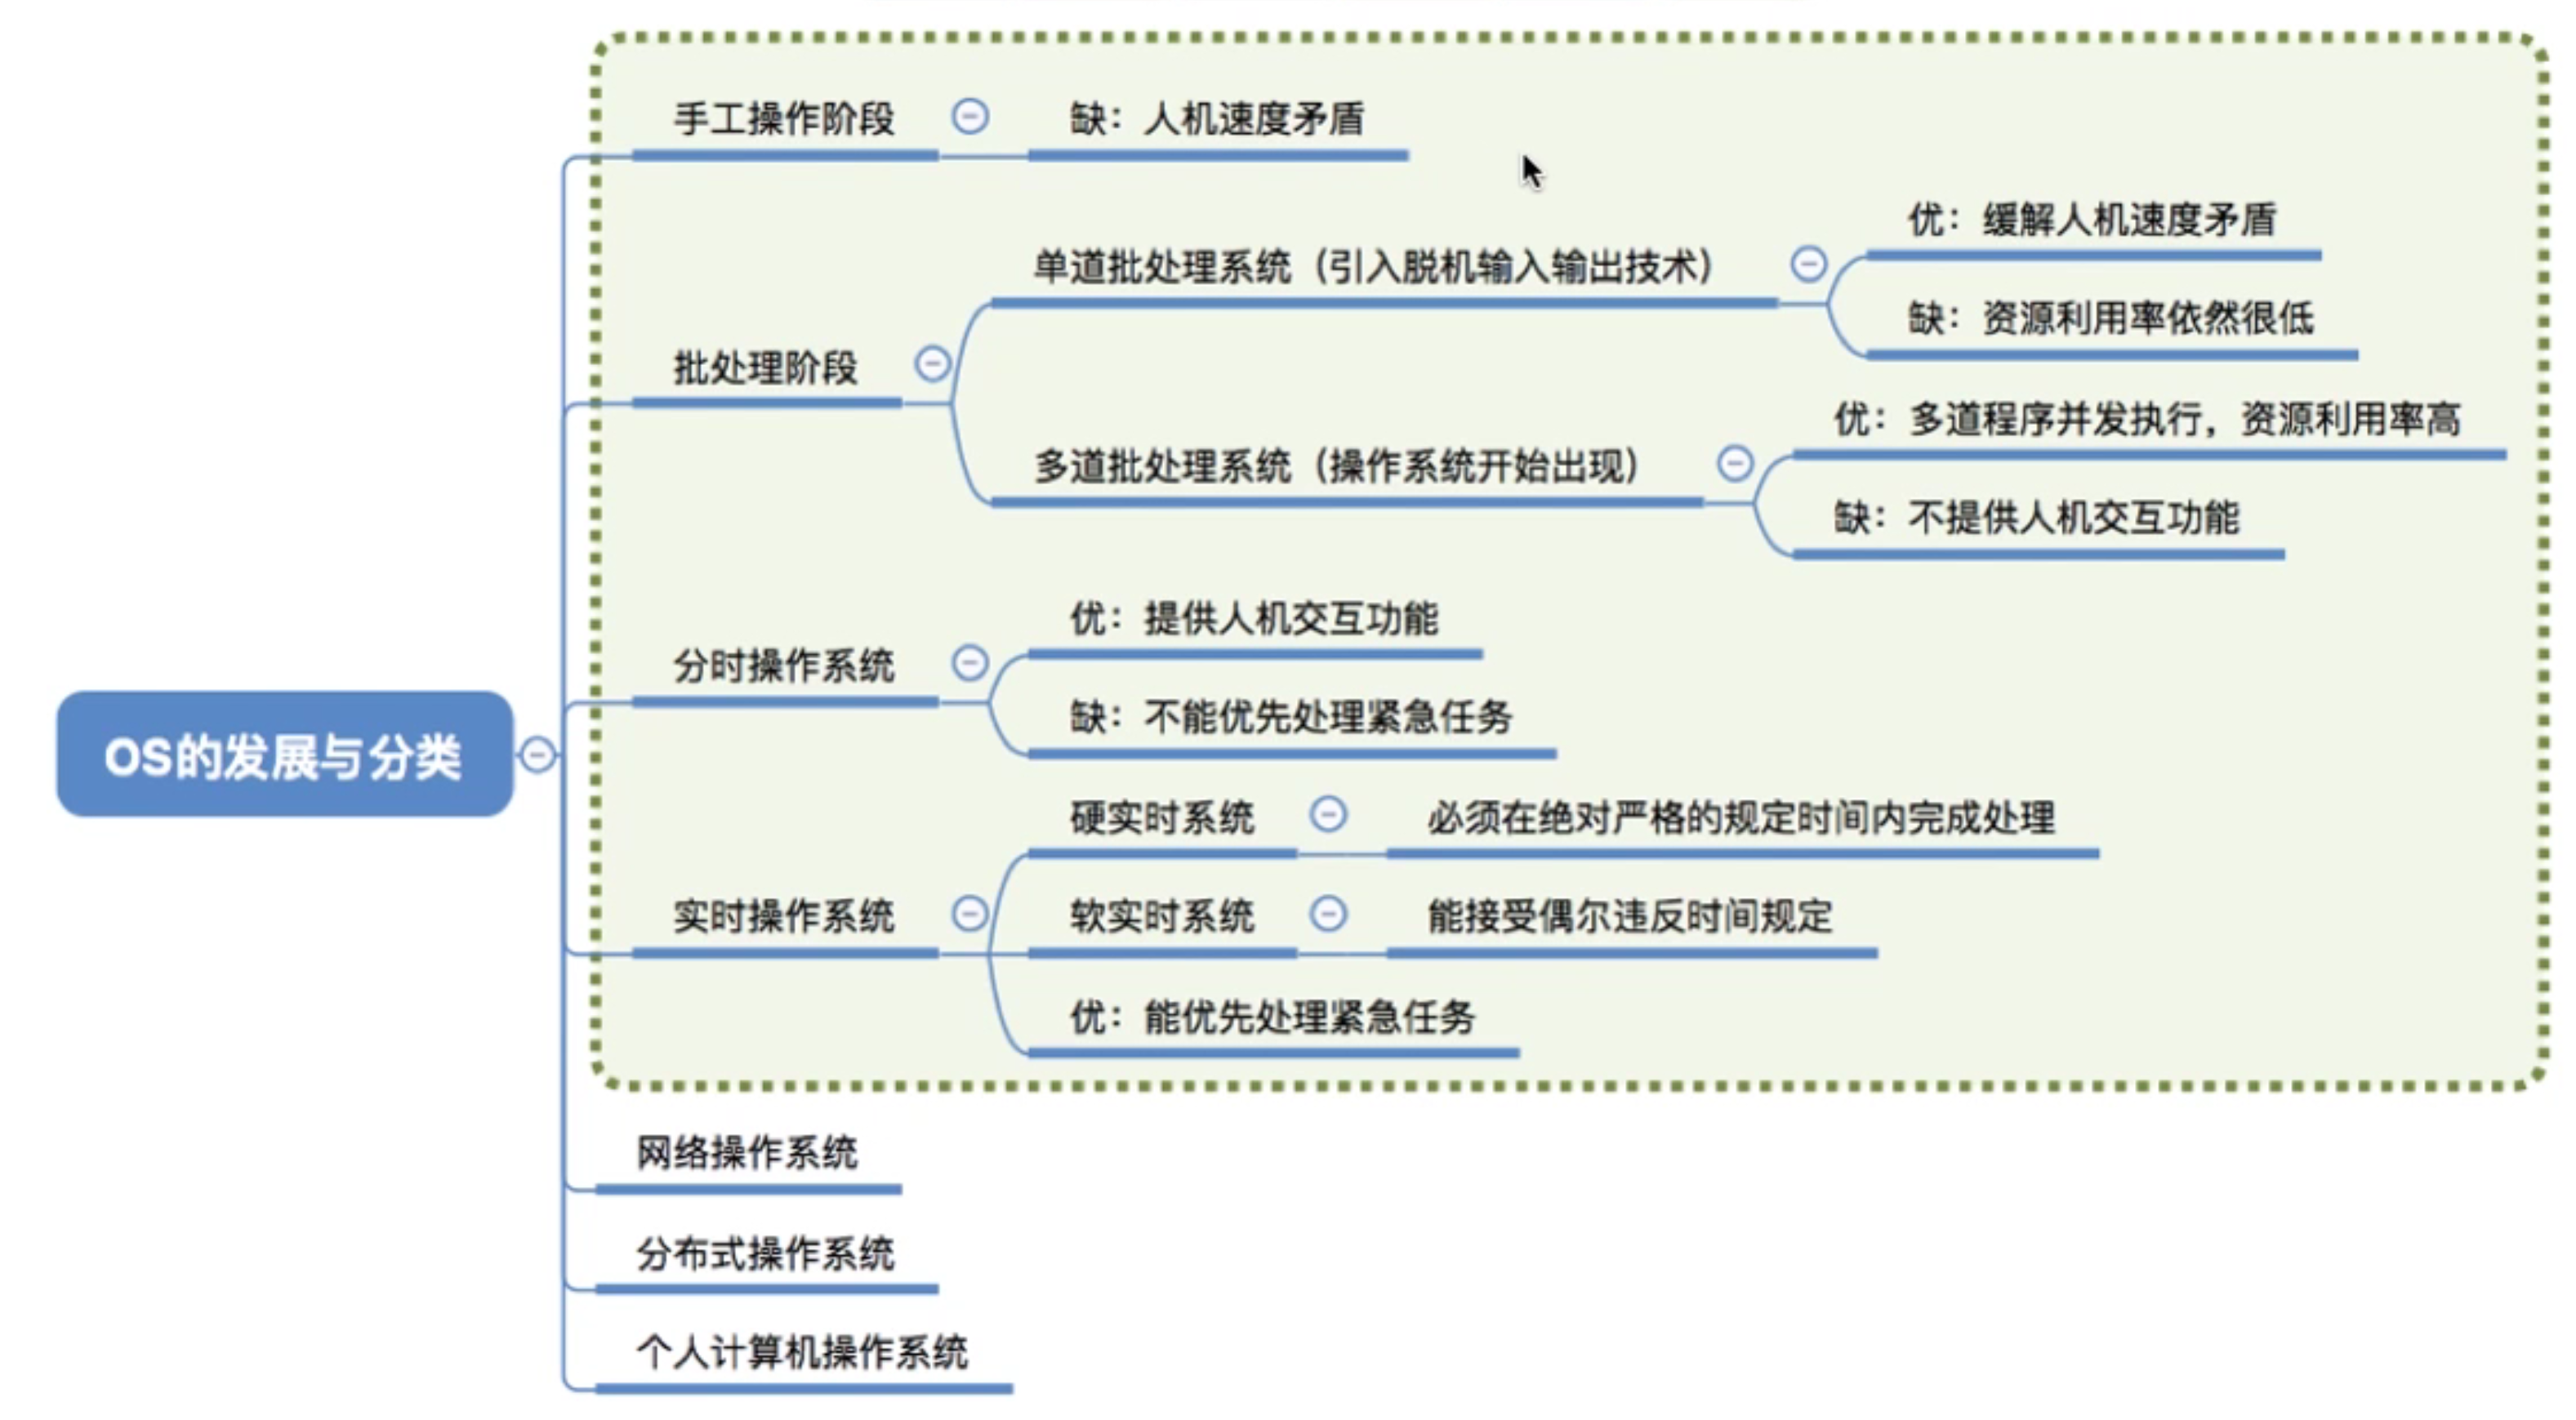 手工操作阶段
缺：人机速度矛盾
批处理阶段
单道批处理系统（引入脱机输入输出技术）
优：缓解人机速度矛盾
缺：资源利用率依然很低
多道批处理系统（操作系统开始出现）
优：多道程序并发执行，资源利用率高
缺：不提供人机交互功能
OS的发展与分类
分时操作系统
优：提供人机交互功能
缺：不能优先处理紧急任务
实时操作系统
硬实时系统
必须在绝对严格的规定时间内完成处理
软实时系统
能接受偶尔违反时间规定
优：能优先处理紧急任务
网络操作系统
分布式操作系统
个人计算机操作系统